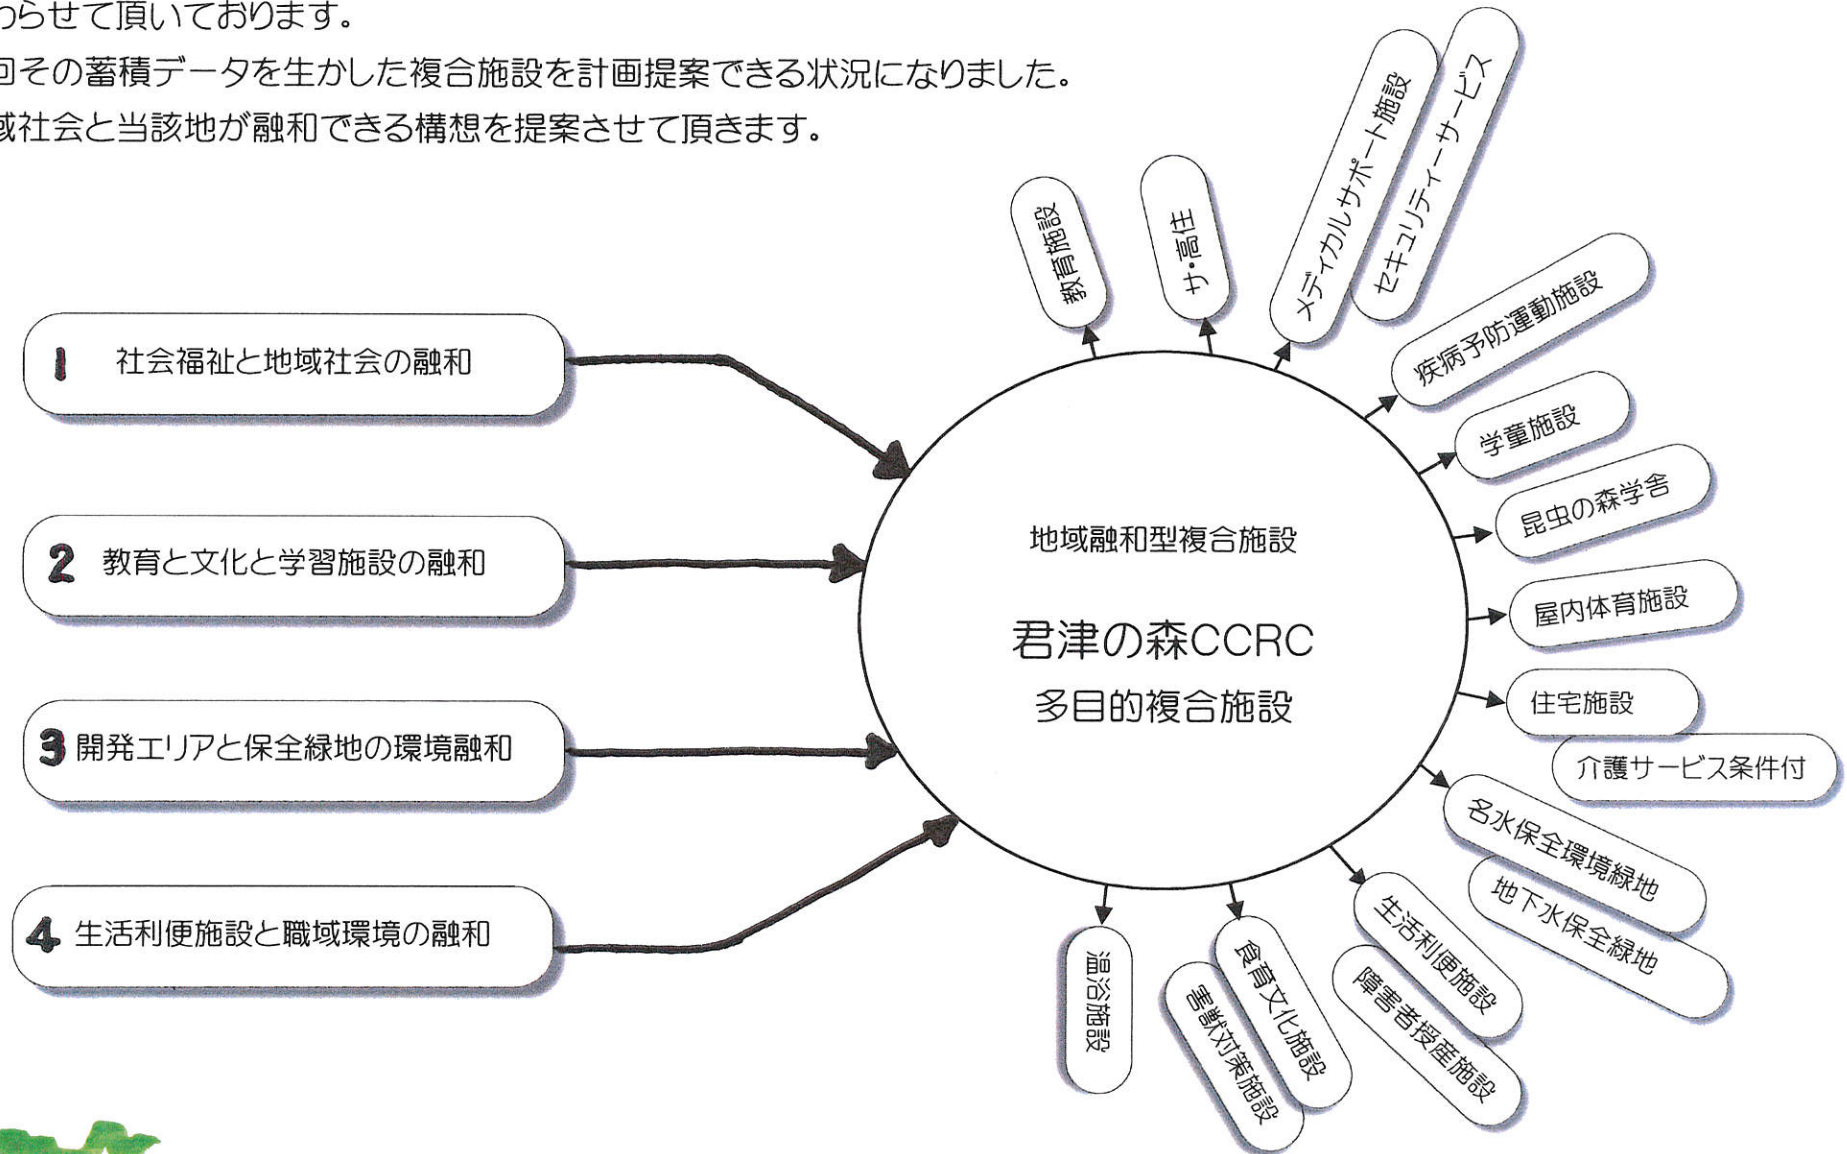 わらせて頂いております。
回その蓄積データを生かした複合施設を計画提案できる状況になりました。
域社会と当該地が融和できる構想を提案させて頂きます。
1 社会福祉と地域社会の融和
2 教育と文化と学習施設の融和
3 開発エリアと保全緑地の環境融和
4 生活利便施設と職域環境の融和
地域融和型複合施設
君津の森CCRC
多目的複合施設
教育施設
サ・高住
メディカルサポート施設
セキュリティーサービス
疾病予防運動施設
学童施設
昆虫の森学舎
屋内体育施設
住宅施設
介護サービス条件付
名水保全環境緑地
地下水保全緑地
生活利便施設
障害者授産施設
食育文化施設
害獣対策施設
温浴施設